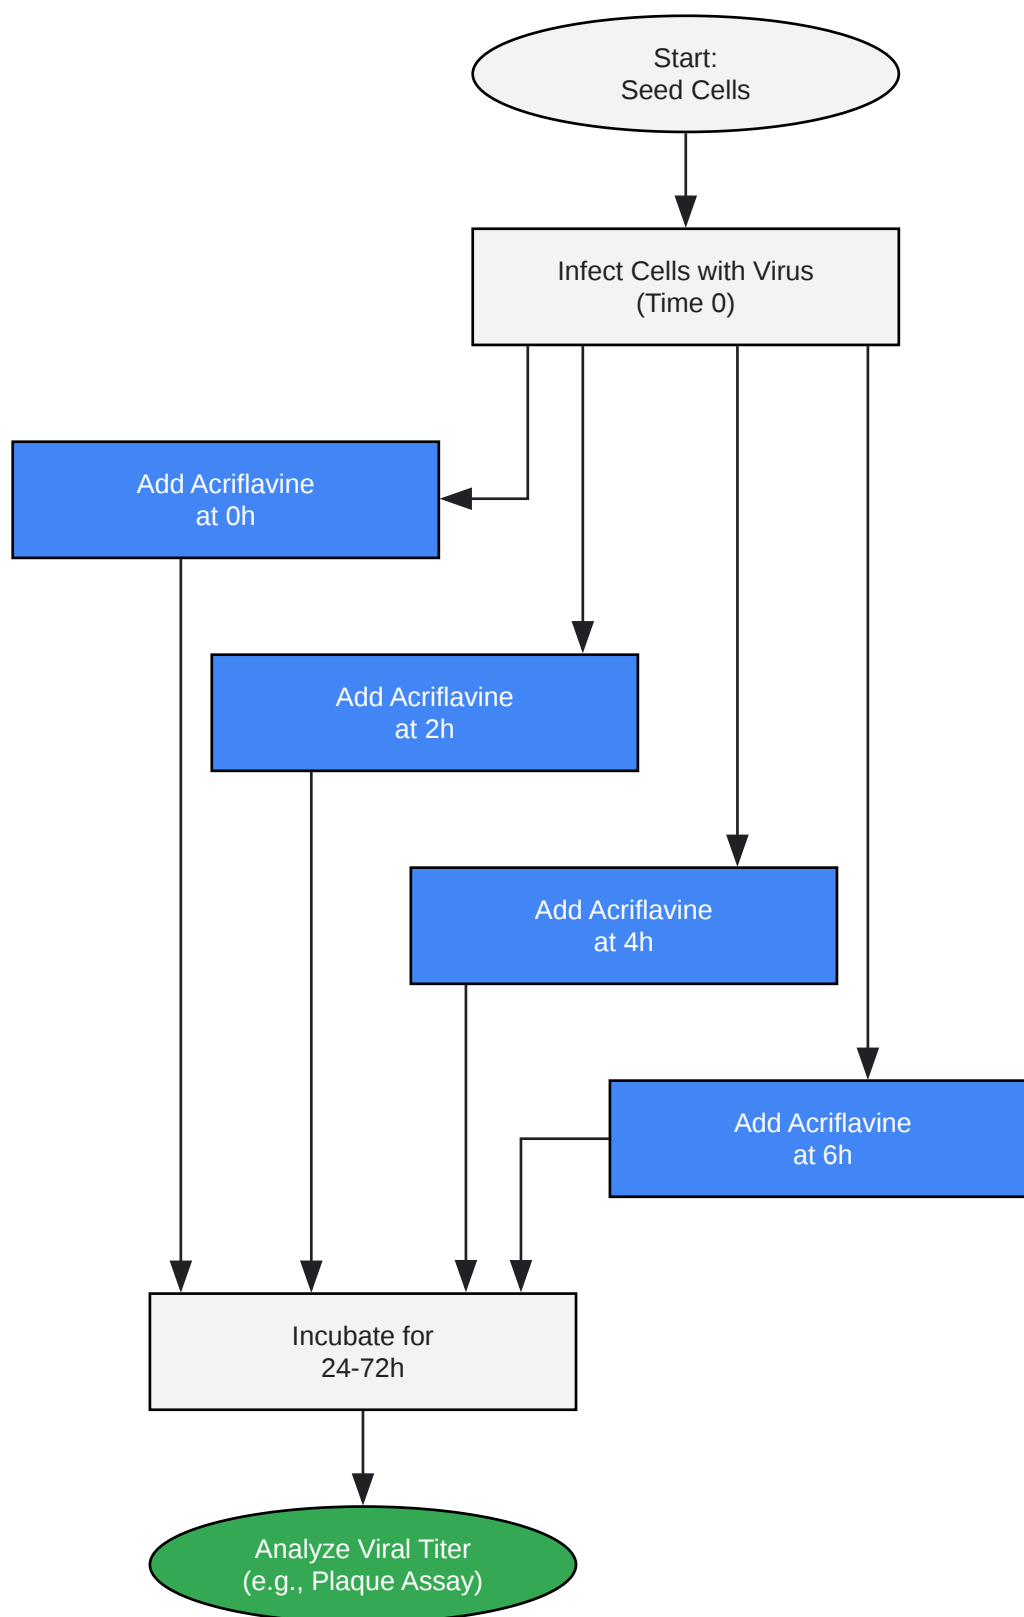 Start:
Seed Cells
Infect Cells with Virus
(Time 0)
Add Acriflavine
at 0h
Add Acriflavine
at 2h
Add Acriflavine
at 4h
Add Acriflavine
at 6h
Incubate for
24-72h
Analyze Viral Titer
(e.g., Plaque Assay)